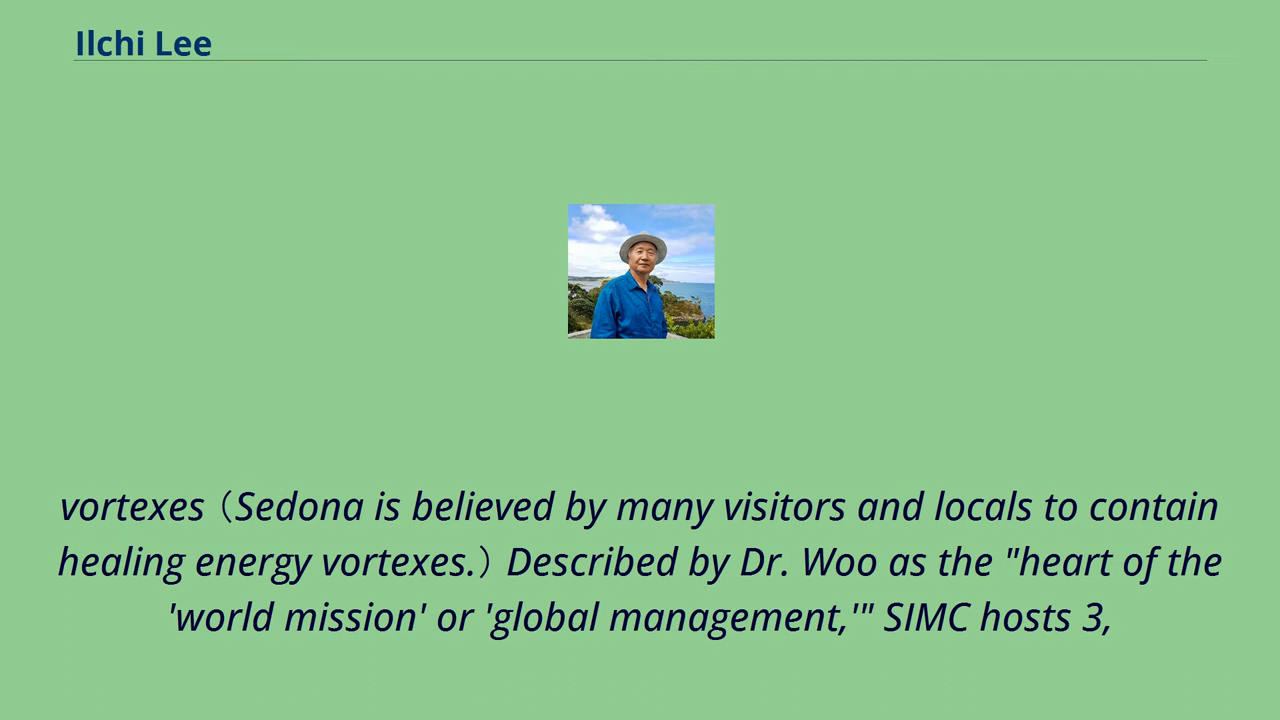 Ilchi Lee
vortexes（Sedona is believed by many visitors and locals to contain
healing energy vortexes.）Described by Dr. Woo as the "heart of the
'world mission' or 'global management,'" SIMC hosts 3,